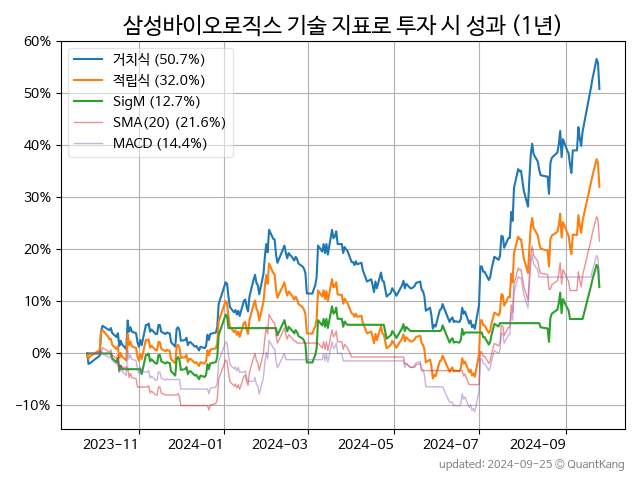 삼성바이오로직스 기술 지표로 투자 시 성과 (1년)
60%
50%
40%
30%
20%
10%
0%
−10%
거치식 (50.7%)
적립식 (32.0%)
SigM (12.7%)
SMA(20) (21.6%)
MACD (14.4%)
2023-11 2024-01 2024-03 2024-05 2024-07 2024-09
updated: 2024-09-25 © QuantKang